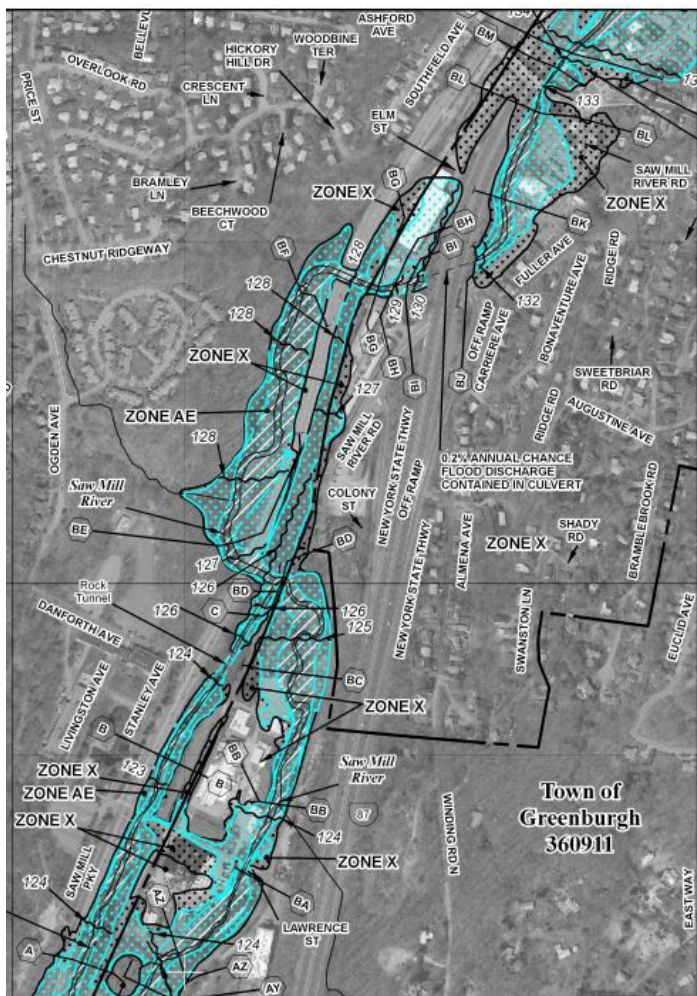 ASHFORD
AVE
134
BELLEV
WOODBINE
TER
HICKORY
HILL DR
BM
SOUTHFIELD AVE
OVERLOOK RD
CRESCENT
LN
BL
PRICE ST
133
ELM
ST
BL
SAW MILL
RIVER RD
BRAMLEY
LN
ZONE X
BG
ZONE X
BEECHWOOD
CT
BH
BK
BI
CHESTNUT RIDGEWAY
BF
128
FULLER AVE
RIDGE RD
128
129
130
132
128
BG
BH
BI
BJ
OFF RAMP
CARRIERE AVE
BONAVENTURE AVE
ZONE X
127
SWEETBRIAR
RD
ZONE AE
SAW MILL
RIVER RD
RIDGE RD
AUGUSTINE AVE
OGDEN AVE
128
0.2% ANNUAL CHANCE
FLOOD DISCHARGE
CONTAINED IN CULVERT
Saw Mill
River
NEW YORK STATE THWY
OFF RAMP
COLONY
ST
BRAMBLEBROOK RD
SHADY
RD
BE
BD
ZONE X
127
126
ALMENA AVE
Rock
Tunnel
BD
NEW YORK STATE THWY
126
C
126
125
SWANSTON LN
EUCLID AVE
DANFORTH AVE
124
BC
LIVINGSTON AVE
STANLEY AVE
ZONE X
B
BB
Saw Mill
River
123
ZONE X
B
ZONE AE
BB
87
Town of
Greenburgh
360911
ZONE X
124
ZONE X
WINDING RD N
SAW MILL
PKY
124
AZ
BA
EAST WAY
LAWRENCE
ST
124
A
AZ
AY